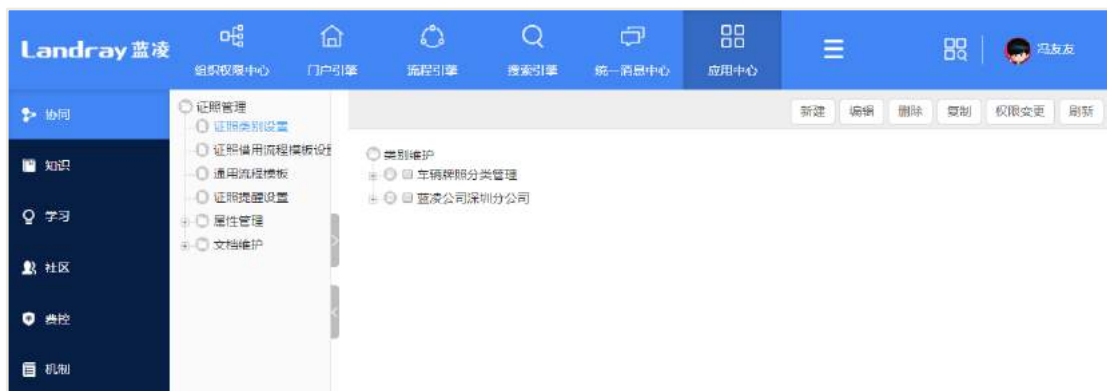 Landray 蓝凌
组织权限中心 门户引擎 流程引擎 搜索引擎 统一消息中心 应用中心 冯友友
协同
知识
学习
社区
费控
机制
证照管理
证照类别设置
证照借用流程模板设置
通用流程模板
证照提醒设置
属性管理
文档维护
新建 编辑 删除 复制 权限变更 刷新
类别维护
车辆牌照分类管理
蓝凌公司深圳分公司